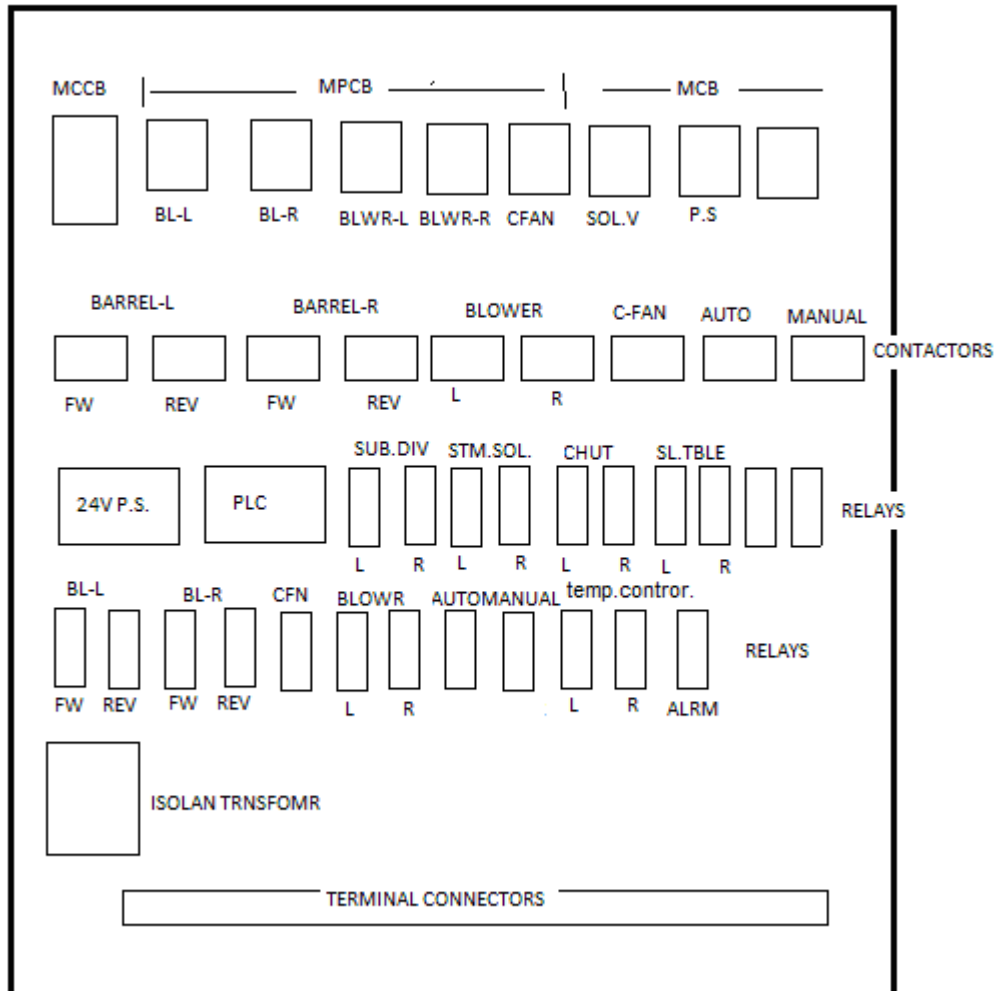 MCCB MPCB MCB
BL-L BL-R BLWR-L BLWR-R CFAN SOL.V P.S
BARREL-L BARREL-R BLOWER C-FAN AUTO MANUAL
CONTACTORS
FW REV FW REV L R
SUB.DIV STM.SOL. CHUT SL.TBLE
24V P.S. PLC RELAYS
L R L R L R L R
BL-L BL-R CFN BLOWR AUTOMANUAL temp.contror.
RELAYS
FW REV FW REV L R L R ALRM
ISOLAN TRNSFOMR
TERMINAL CONNECTORS